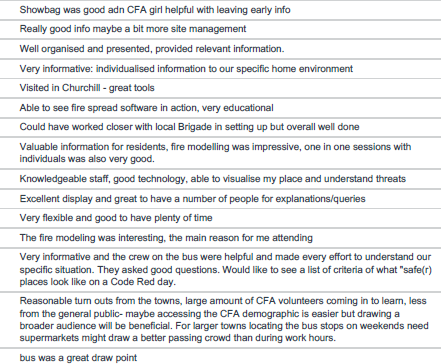 Showbag was good adn CFA girl helpful with leaving early info
Really good info maybe a bit more site management
Well organised and presented, provided relevant information.
Very informative: individualised information to our specific home environment
Visited in Churchill - great tools
Able to see fire spread software in action, very educational
Could have worked closer with local Brigade in setting up but overall well done
Valuable information for residents, fire modelling was impressive, one in one sessions with
individuals was also very good.
Knowledgeable staff, good technology, able to visualise my place and understand threats
Excellent display and great to have a number of people for explanations/queries
Very flexible and good to have plenty of time
The fire modeling was interesting, the main reason for me attending
Very informative and the crew on the bus were helpful and made every effort to understand our
specific situation. They asked good questions. Would like to see a list of criteria of what "safe(r)
places look like on a Code Red day.
Reasonable turn outs from the towns, large amount of CFA volunteers coming in to learn, less
from the general public- maybe accessing the CFA demographic is easier but drawing a
broader audience will be beneficial. For larger towns locating the bus stops on weekends need
supermarkets might draw a better passing crowd than during work hours.
bus was a great draw point